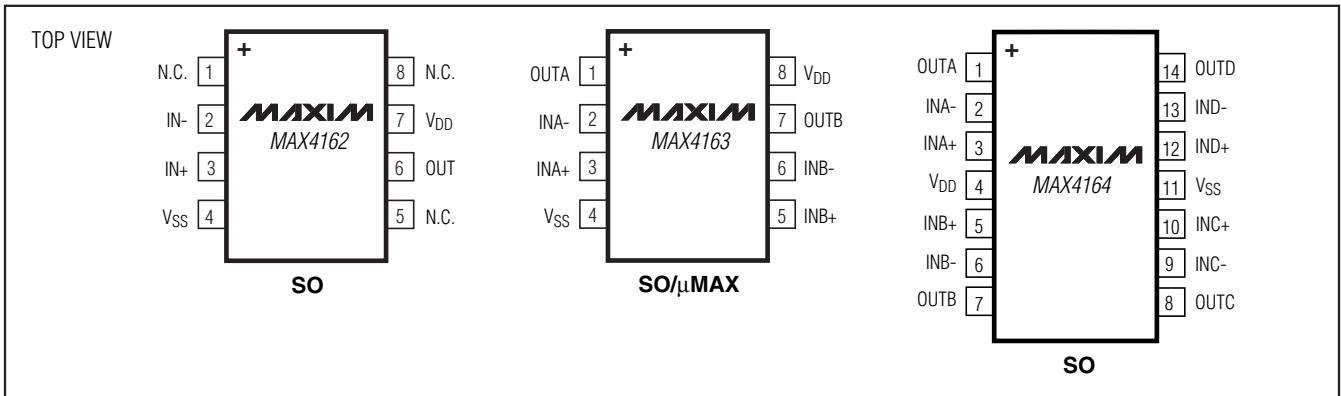 TOP VIEW
+
N.C. 1
IN- 2
IN+ 3
VSS 4
8 N.C.
7 VDD
6 OUT
5 N.C.
MAXIM
MAX4162
SO
+
OUTA 1
INA- 2
INA+ 3
VSS 4
8 VDD
7 OUTB
6 INB-
5 INB+
MAXIM
MAX4163
SO/µMAX
+
OUTA 1
INA- 2
INA+ 3
VDD 4
INB+ 5
INB- 6
OUTB 7
14 OUTD
13 IND-
12 IND+
11 VSS
10 INC+
9 INC-
8 OUTC
MAXIM
MAX4164
SO